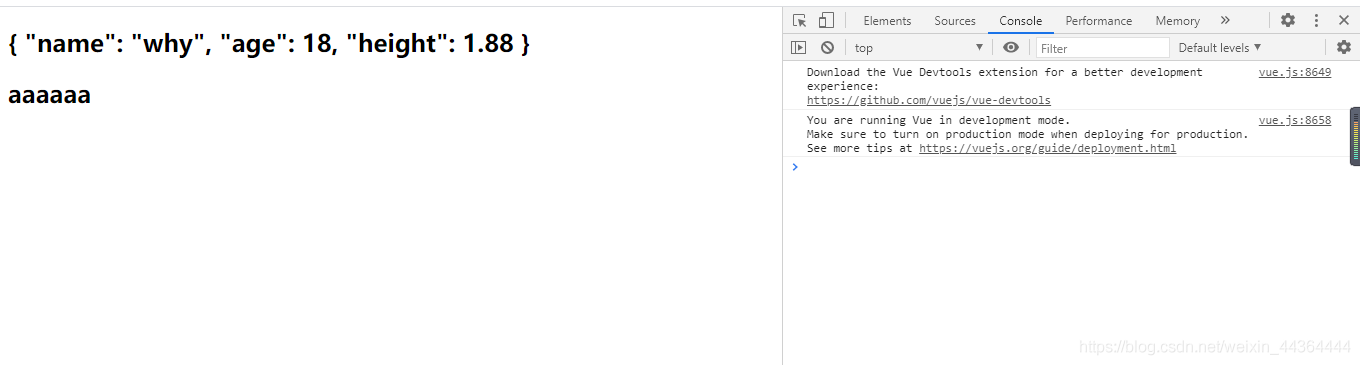 { "name": "why", "age": 18, "height": 1.88 }
aaaaaa
Elements Sources Console Performance Memory »
top Filter Default levels ▼
Download the Vue Devtools extension for a better development vue.js:8649
experience:
https://github.com/vuejs/vue-devtools
You are running Vue in development mode. vue.js:8658
Make sure to turn on production mode when deploying for production.
See more tips at https://vuejs.org/guide/deployment.html
https://blog.csdn.net/weixin_44364444